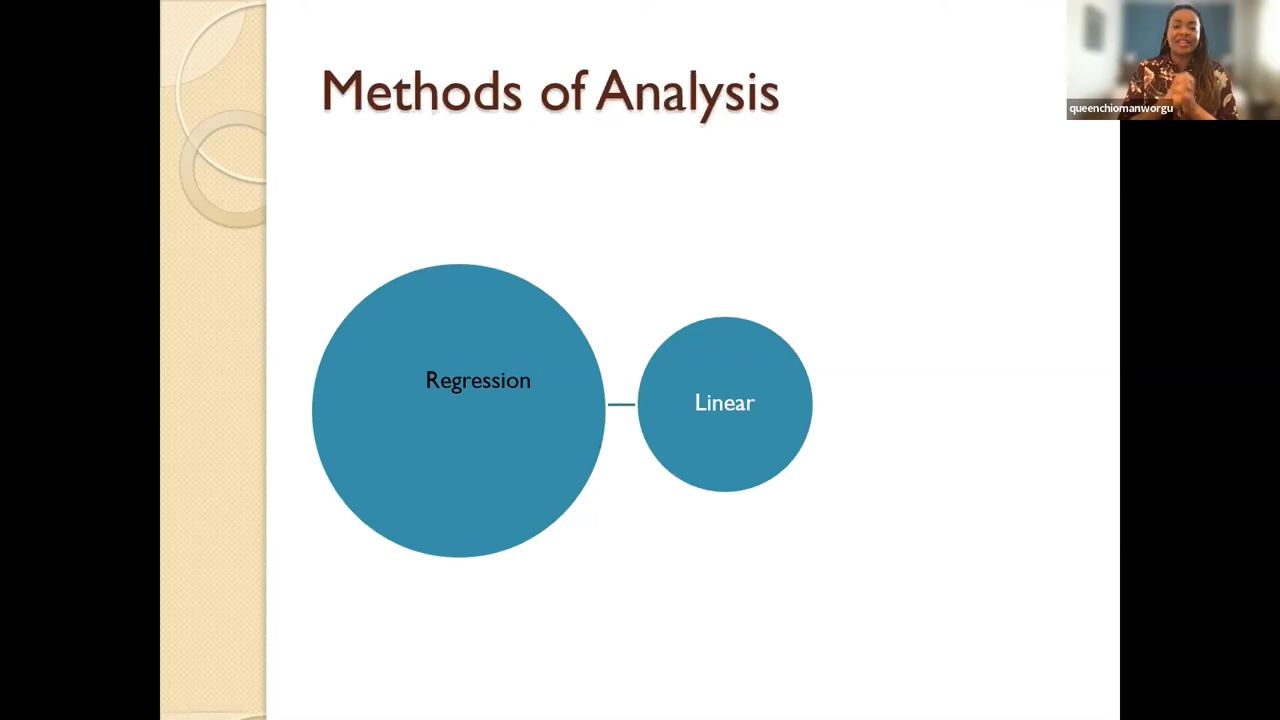 Methods of Analysis
queenchiomanworgu
Regression
Linear